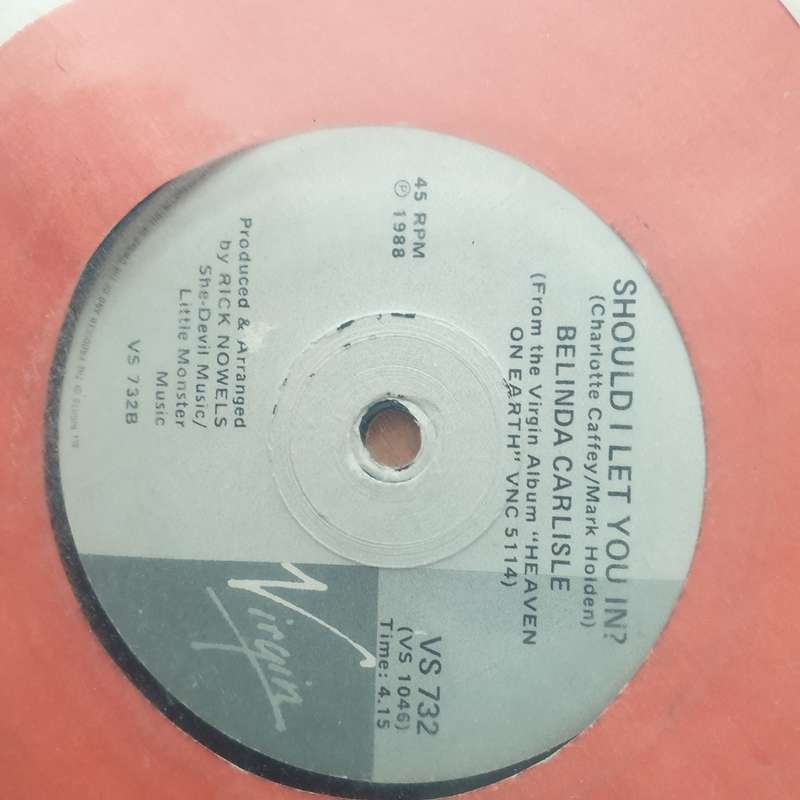 SHOULD I LET YOU IN?
(Charlotte Caffey/Mark Holden)
BELINDA CARLISLE
(From the Virgin Album "HEAVEN
ON EARTH" VNC 5114)
45 RPM
Ⓟ 1988
VS 732
(VS 1046)
Time: 4.15
Produced & Arranged
by RICK NOWELS
She-Devil Music/
Little Monster
Music
VS 732B
Virgin